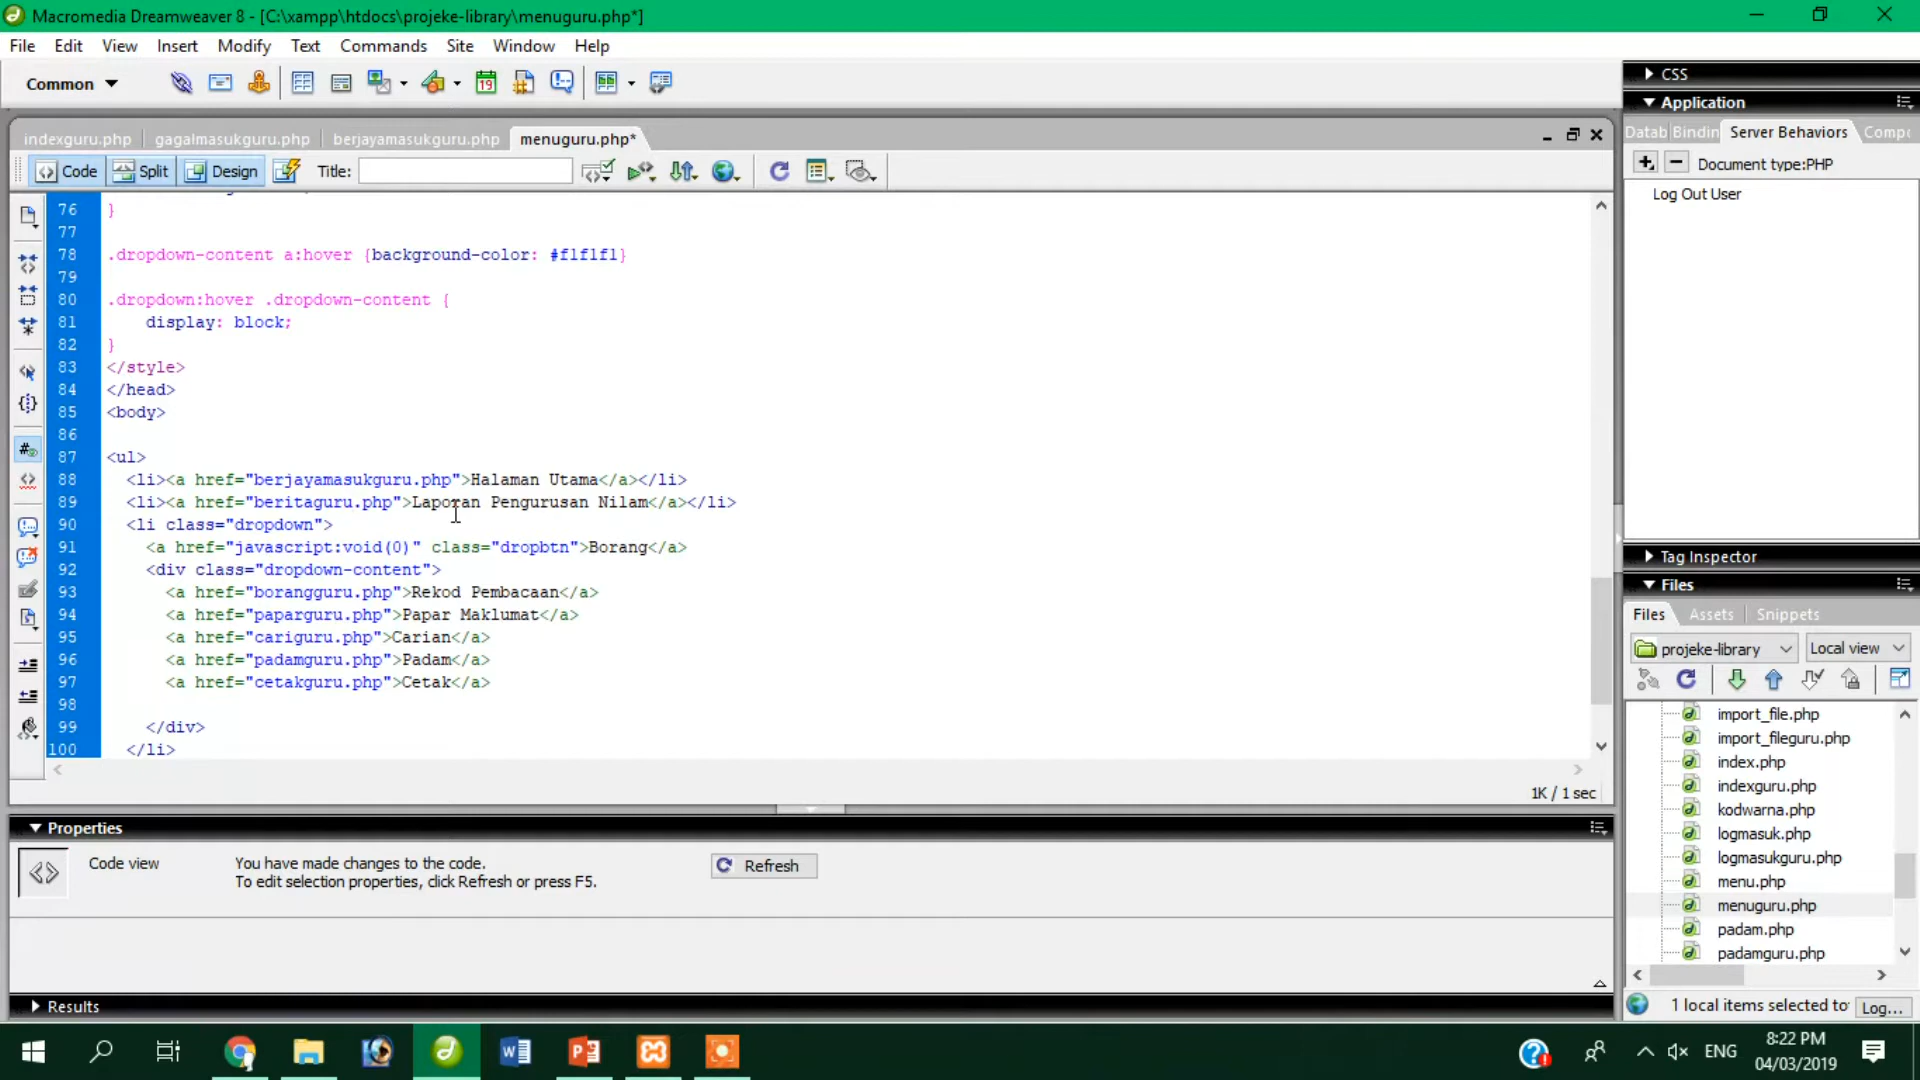 Macromedia Dreamweaver 8 - [C:\xampp\htdocs\projeke-library\menuguru.php*]
File Edit View Insert Modify Text Commands Site Window Help
Common
CSS
Application
indexguru.php gagalmasukguru.php berjayamasukguru.php menuguru.php*
Datab Bindin Server Behaviors Compo
Code Split Design Title:
Document type:PHP
Log Out User
76 }
77
78 .dropdown-content a:hover {background-color: #f1f1f1}
79
80 .dropdown:hover .dropdown-content {
81 display: block;
82 }
83 </style>
84 </head>
85 <body>
86
87 <ul>
88 <li><a href="berjayamasukguru.php">Halaman Utama</a></li>
89 <li><a href="beritaguru.php">Laporan Pengurusan Nilam</a></li>
90 <li class="dropdown">
91 <a href="javascript:void(0)" class="dropbtn">Borang</a>
92 <div class="dropdown-content">
93 <a href="borangguru.php">Rekod Pembacaan</a>
94 <a href="paparguru.php">Papar Maklumat</a>
95 <a href="cariguru.php">Carian</a>
96 <a href="padamguru.php">Padam</a>
97 <a href="cetakguru.php">Cetak</a>
98
99 </div>
100 </li>
1K / 1 sec
Tag Inspector
Files
Files Assets Snippets
projeke-library Local view
import_file.php
import_fileguru.php
index.php
indexguru.php
kodwarna.php
logmasuk.php
logmasukguru.php
menu.php
menuguru.php
padam.php
padamguru.php
1 local items selected to Log...
Properties
Code view
You have made changes to the code.
To edit selection properties, click Refresh or press F5.
Refresh
Results
ENG
8:22 PM
04/03/2019